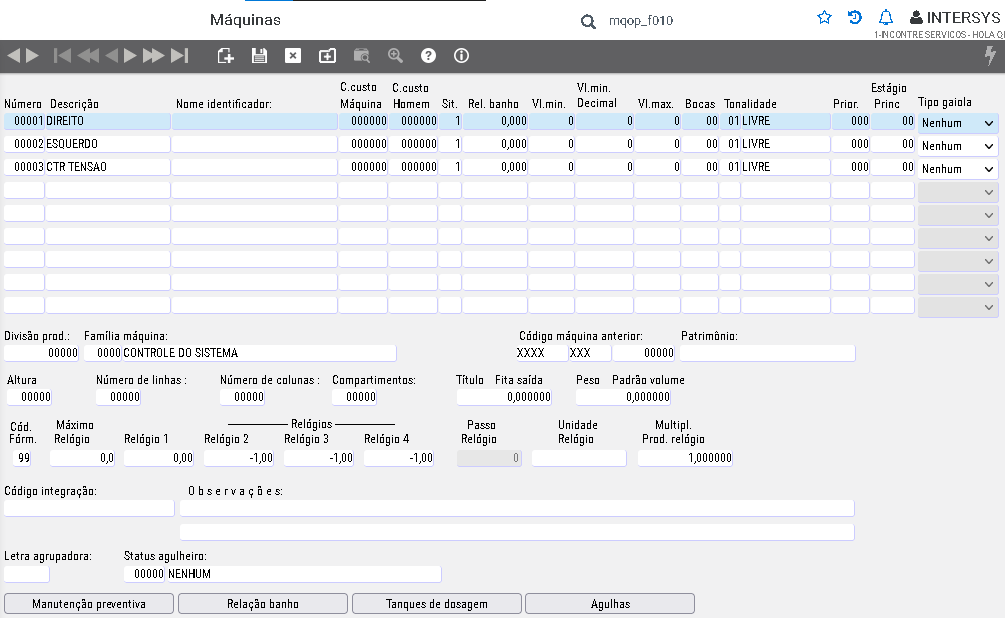 Máquinas
mqop_f010
INTERSYS
1-INCONTRE SERVICOS - HOLA QI
C.custo C.custo Vl.min. Estágio
Número Descrição Nome identificador: Máquina Homem Sit. Rel. banho Vl.min. Decimal Vl.max. Bocas Tonalidade Prior. Princ Tipo gaiola
00001 DIREITO 000000 000000 1 0,000 0 0 0 00 01 LIVRE 000 00 Nenhum
00002 ESQUERDO 000000 000000 1 0,000 0 0 0 00 01 LIVRE 000 00 Nenhum
00003 CTR TENSAO 000000 000000 1 0,000 0 0 0 00 01 LIVRE 000 00 Nenhum
Divisão prod.: Família máquina: Código máquina anterior: Patrimônio:
00000 0000 CONTROLE DO SISTEMA XXXX XXX 00000
Altura Número de linhas : Número de colunas : Compartimentos: Título Fita saída Peso Padrão volume
00000 00000 00000 00000 0,000000 0,000000
Cód. Máximo Relógios Passo Unidade Multipl.
Fórm. Relógio Relógio 1 Relógio 2 Relógio 3 Relógio 4 Relógio Relógio Prod. relógio
99 0,0 0,00 -1,00 -1,00 -1,00 0 1,000000
Código integração: O b s e r v a ç õ e s:
Letra agrupadora: Status agulheiro:
00000 NENHUM
Manutenção preventiva Relação banho Tanques de dosagem Agulhas